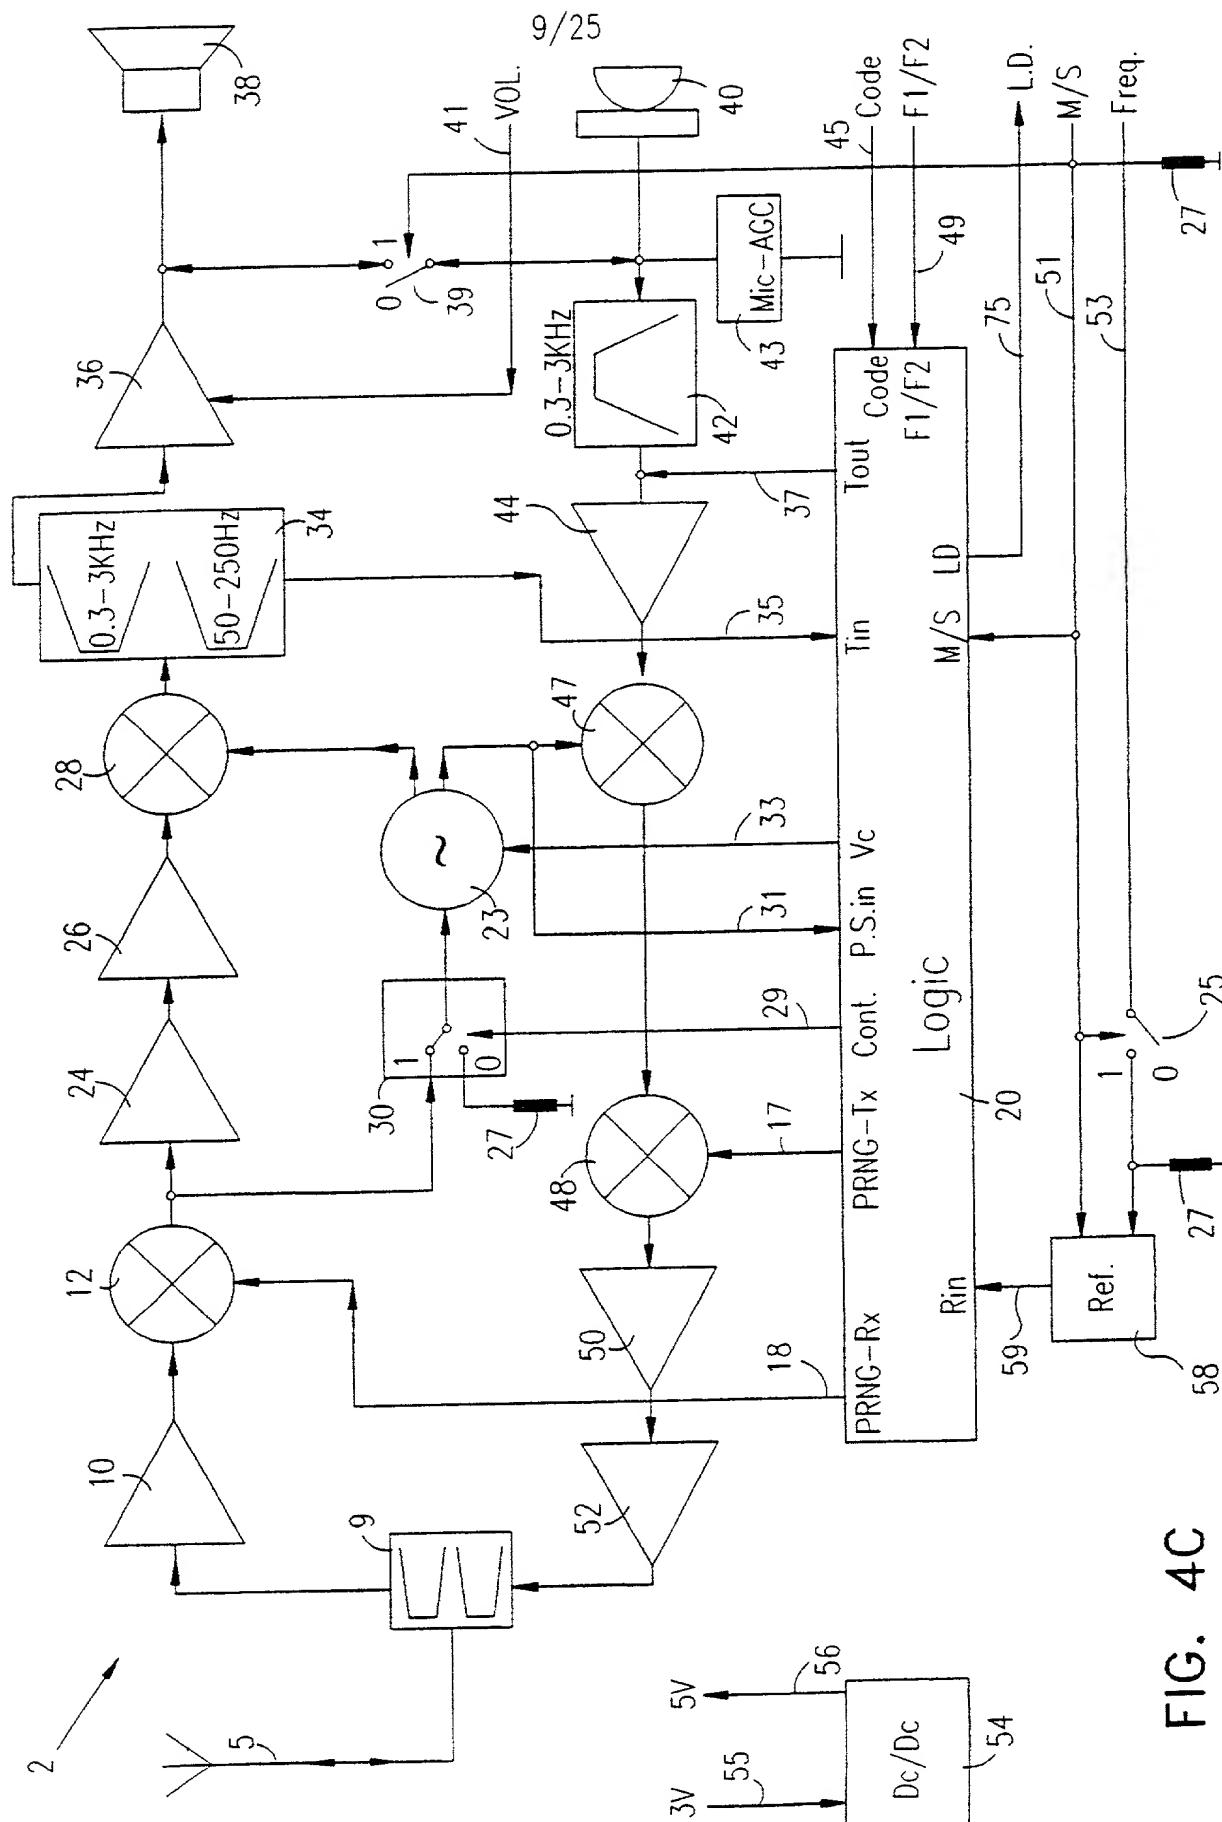 9/25
38
36
41
VOL.
40
45
Code
F1/F2
L.D.
M/S
Freq.
0
1
39
Mic-AGC
43
0.3-3KHz
42
49
75
51
53
27
0.3-3KHz
50-250Hz
34
44
37
35
Tout
Code
F1/F2
Tin
M/S
LD
28
47
26
~
23
33
31
Vc
P.S.in
24
30
1
0
27
29
Cont.
Logic
20
1
0
25
12
48
17
PRNG-Tx
27
10
50
18
PRNG-Rx
Rin
59
Ref.
58
9
52
2
5
3V
55
5V
56
Dc/Dc
54
FIG. 4C